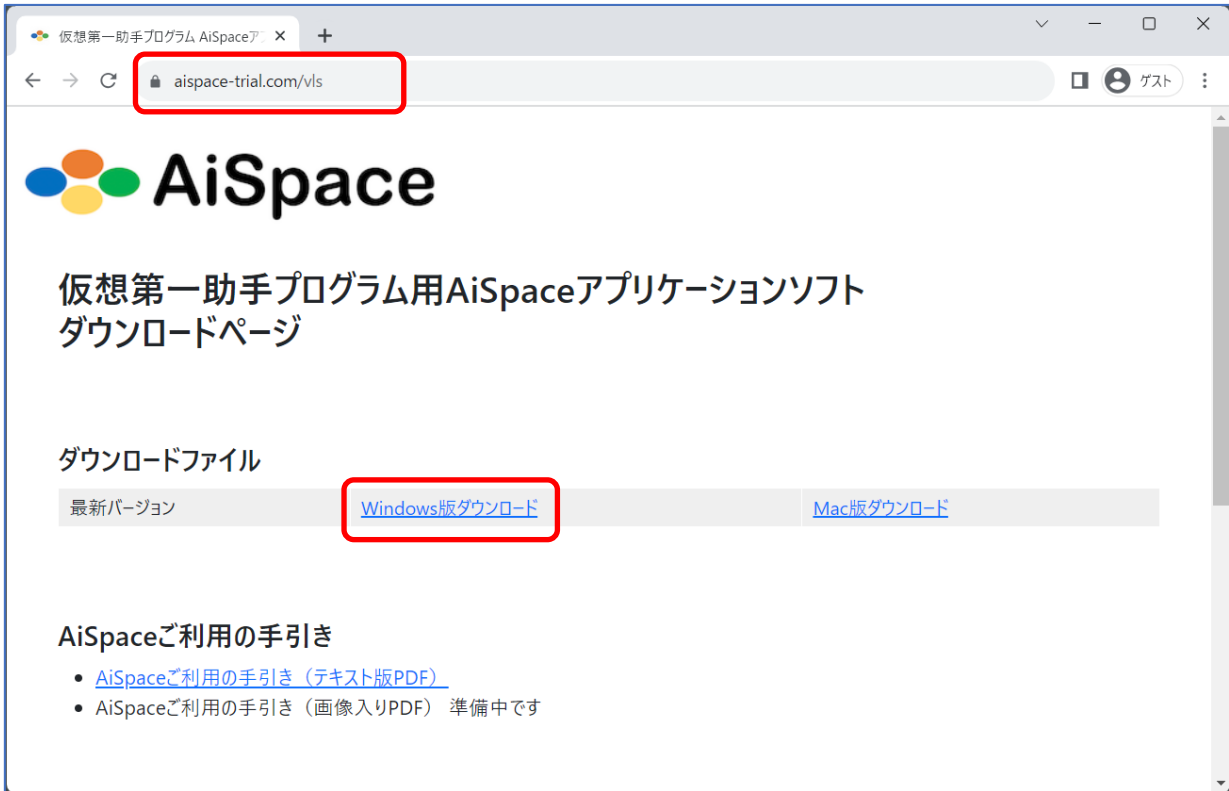 仮想第一助手プログラム AiSpaceア
aispace-trial.com/vls
ゲスト
AiSpace
仮想第一助手プログラム用AiSpaceアプリケーションソフト
ダウンロードページ
ダウンロードファイル
最新バージョン Windows版ダウンロード Mac版ダウンロード
AiSpaceご利用の手引き
• AiSpaceご利用の手引き（テキスト版PDF）
• AiSpaceご利用の手引き（画像入りPDF） 準備中です